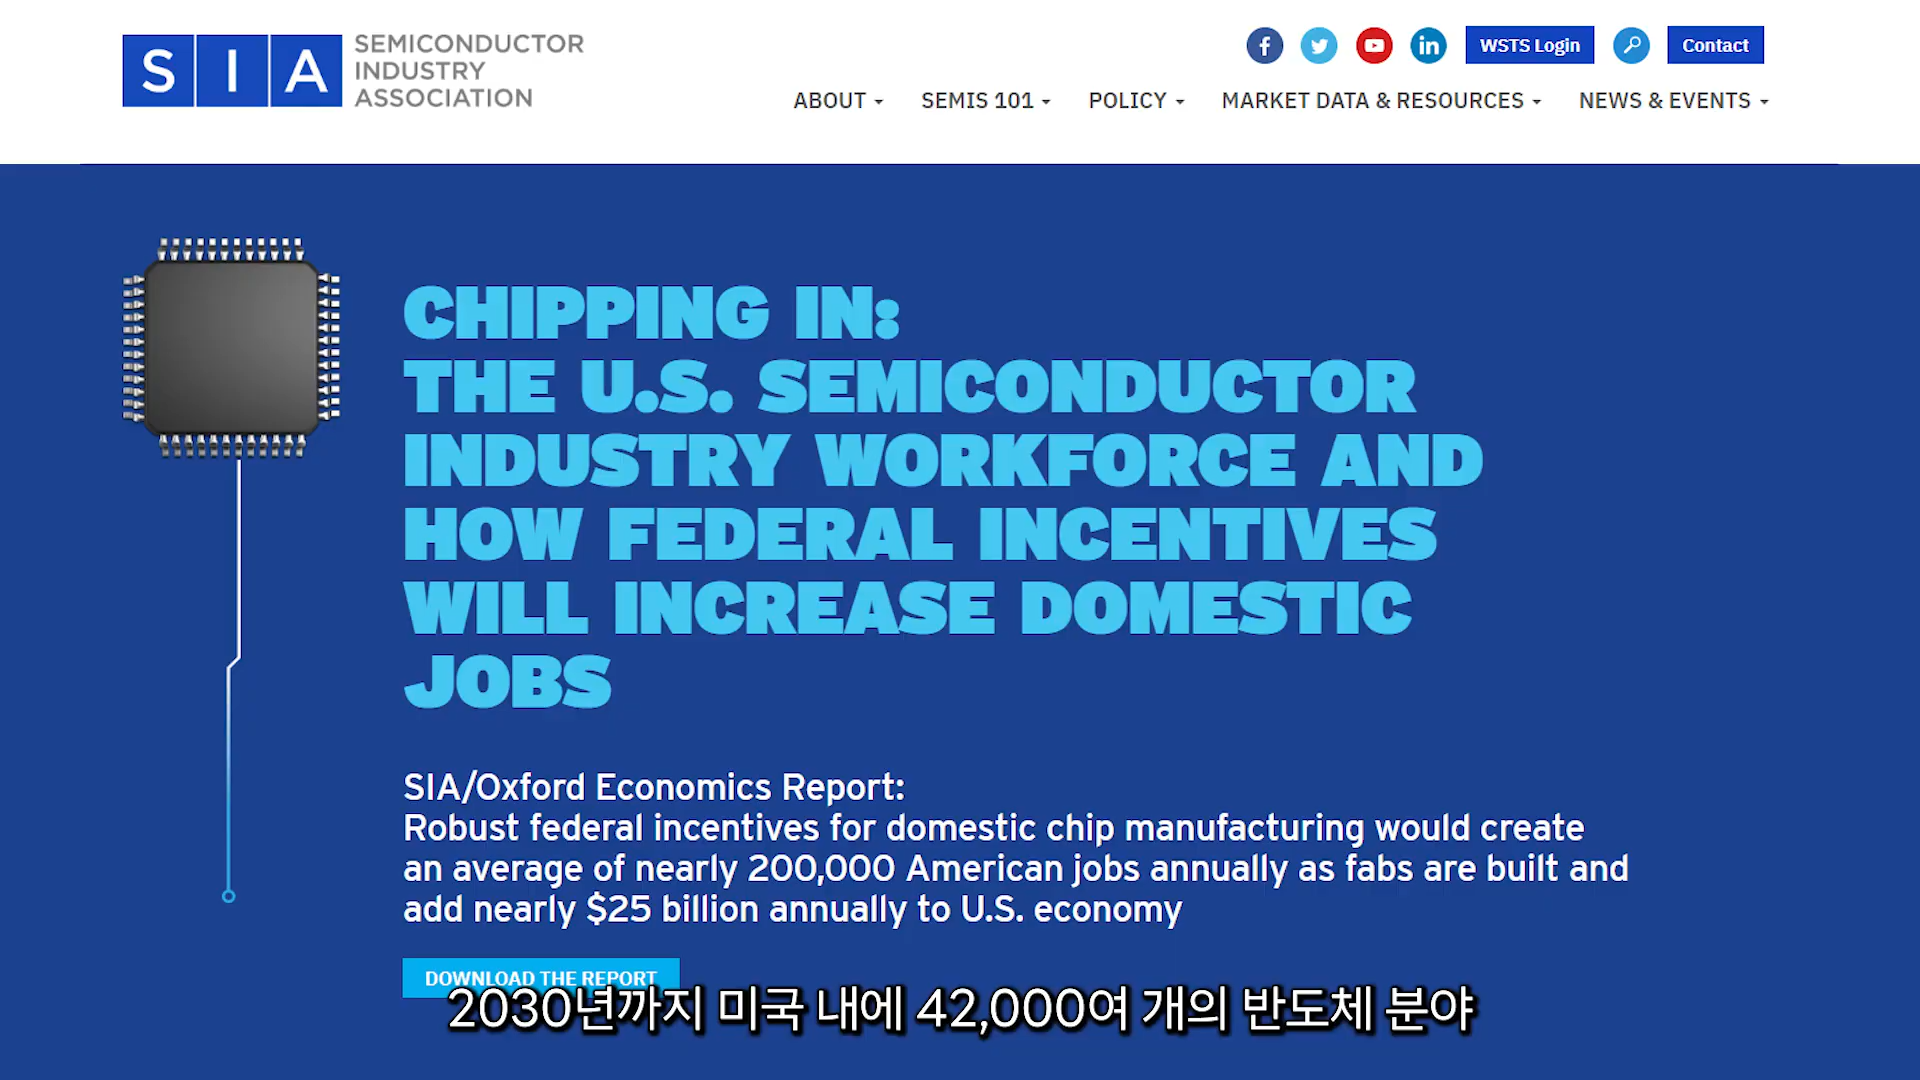 S I A
SEMICONDUCTOR
INDUSTRY
ASSOCIATION
f
in
WSTS Login
Contact
ABOUT
SEMIS 101
POLICY
MARKET DATA & RESOURCES
NEWS & EVENTS
CHIPPING IN:
THE U.S. SEMICONDUCTOR
INDUSTRY WORKFORCE AND
HOW FEDERAL INCENTIVES
WILL INCREASE DOMESTIC
JOBS
SIA/Oxford Economics Report:
Robust federal incentives for domestic chip manufacturing would create
an average of nearly 200,000 American jobs annually as fabs are built and
add nearly $25 billion annually to U.S. economy
DOWNLOAD THE REPORT
2030년까지 미국 내에 42,000여 개의 반도체 분야